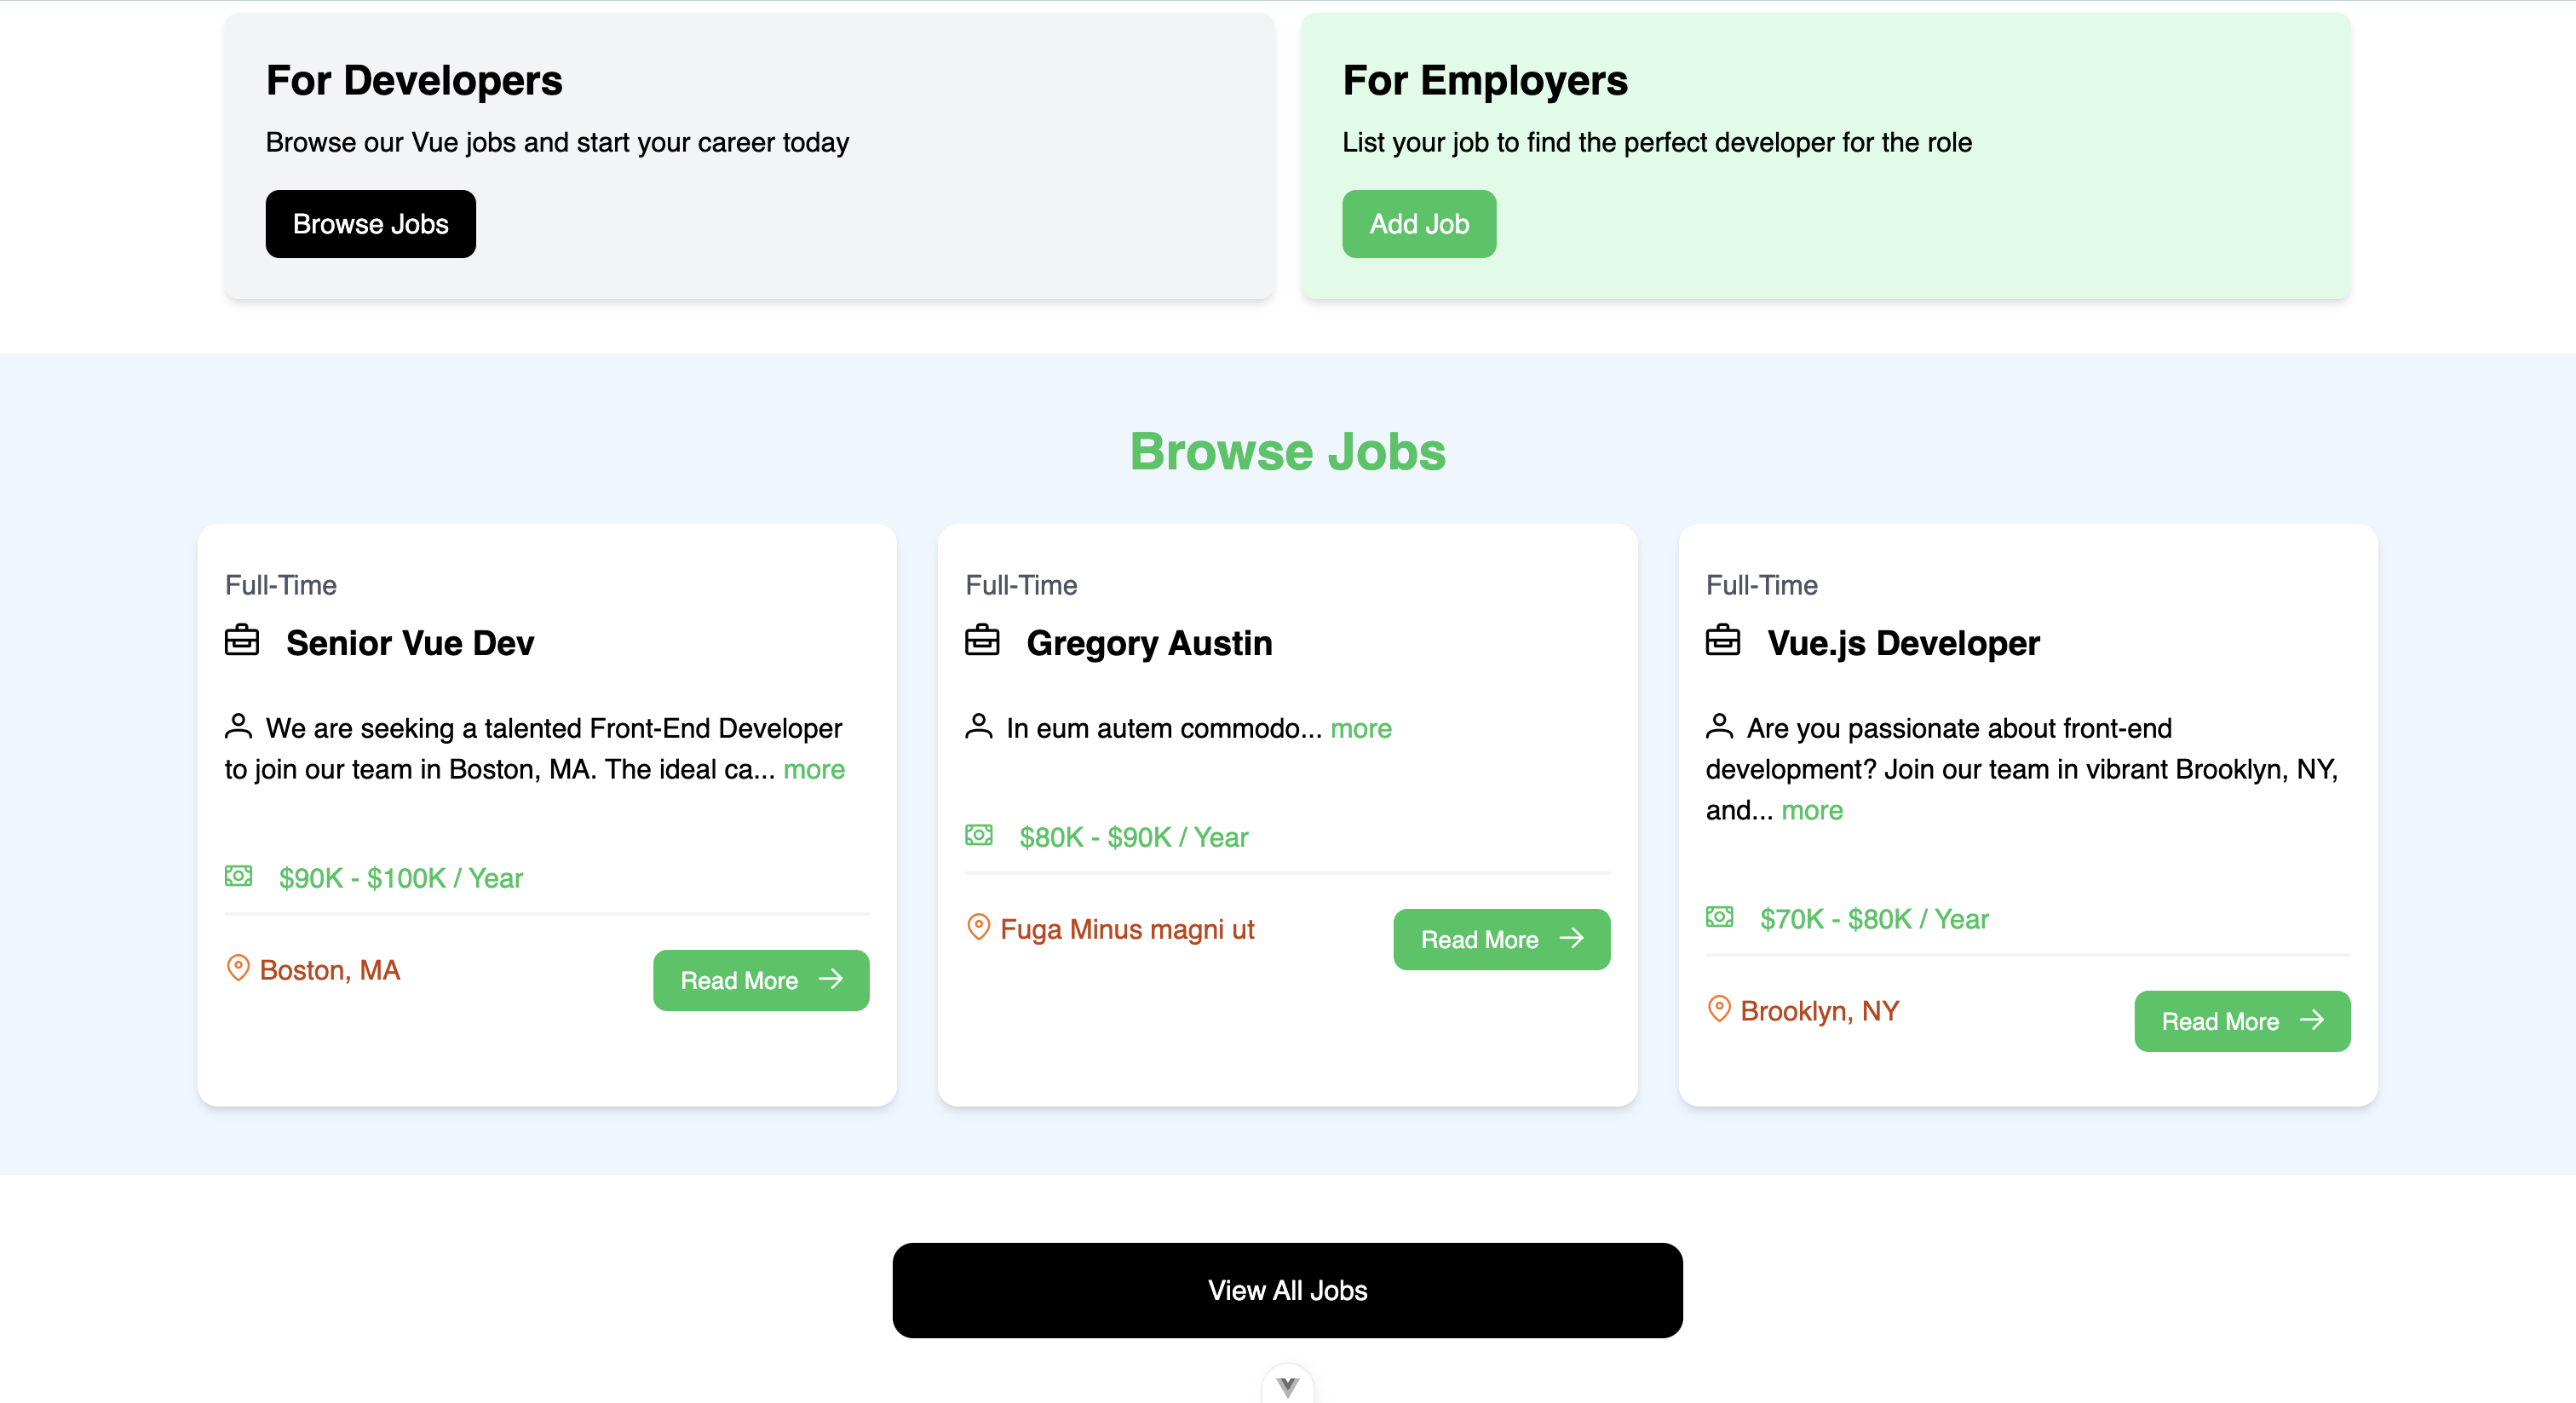 For Developers
Browse our Vue jobs and start your career today
Browse Jobs
For Employers
List your job to find the perfect developer for the role
Add Job
Browse Jobs
Full-Time
Senior Vue Dev
We are seeking a talented Front-End Developer
to join our team in Boston, MA. The ideal ca... more
$90K - $100K / Year
Boston, MA
Read More
Full-Time
Gregory Austin
In eum autem commodo... more
$80K - $90K / Year
Fuga Minus magni ut
Read More
Full-Time
Vue.js Developer
Are you passionate about front-end
development? Join our team in vibrant Brooklyn, NY,
and... more
$70K - $80K / Year
Brooklyn, NY
Read More
View All Jobs